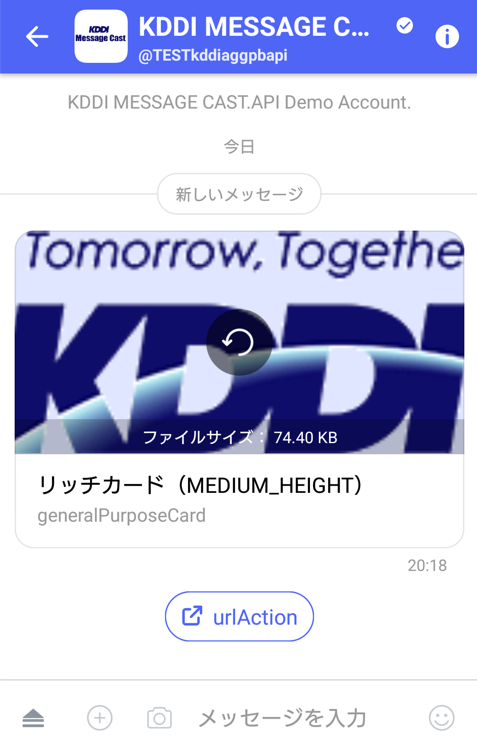 KDDI
Message Cast
KDDI MESSAGE C...
@TESTkddiaggpbapi
KDDI MESSAGE CAST.API Demo Account.
今日
新しいメッセージ
Tomorrow, Togethe
KDDI
ファイルサイズ： 74.40 KB
リッチカード（MEDIUM_HEIGHT）
generalPurposeCard
20:18
urlAction
メッセージを入力